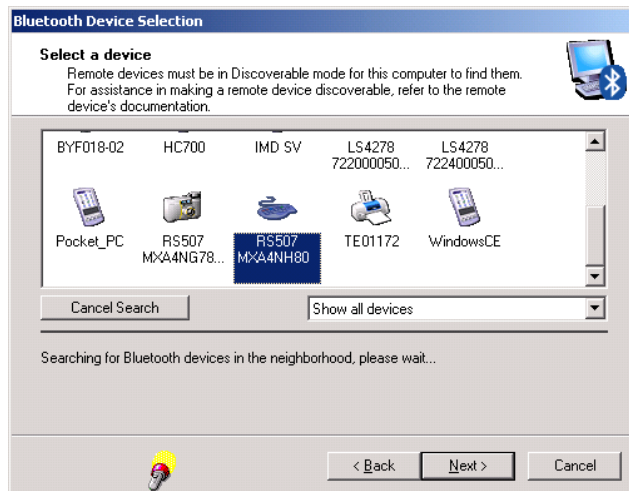 Bluetooth Device Selection
Select a device
Remote devices must be in Discoverable mode for this computer to find them.
For assistance in making a remote device discoverable, refer to the remote
device's documentation.
BYF018-02 HC700 IMD SV LS4278 LS4278
722000050... 722400050...
Pocket_PC RS507 RS507 TE01172 WindowsCE
MXA4NG78... MXA4NH80
Cancel Search Show all devices
Searching for Bluetooth devices in the neighborhood, please wait...
< Back Next > Cancel